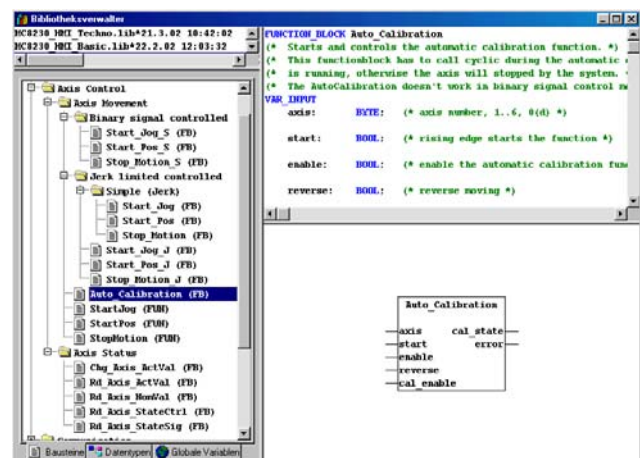 Bibliotheksverwalter
MC8230_HMI_Techno.lib*21.3.02 10:42:02
MC8230_HMI_Basic.lib*22.2.02 12:03:32
Axis Control
Axis Movement
Binary signal controlled
Start_Jog_S (FB)
Start_Pos_S (FB)
Stop_Motion_S (FB)
Jerk limited controlled
Simple (Jerk)
Start_Jog (FB)
Start_Pos (FB)
Stop_Motion (FB)
Start_Jog_J (FB)
Start_Pos_J (FB)
Stop_Motion_J (FB)
Auto_Calibration (FB)
StartJog (FUN)
StartPos (FUN)
StopMotion (FUN)
Axis Status
Chg_Axis_ActVal (FB)
Rd_Axis_ActVal (FB)
Rd_Axis_NomVal (FB)
Rd_Axis_StateCtrl (FB)
Rd_Axis_StateSig (FB)
Bausteine Datentypen Globale Variablen
FUNCTION_BLOCK Auto_Calibration
(* Starts and controls the automatic calibration function. *)
(* This functionblock has to call cyclic during the automatic
(* is running, otherwise the axis will stopped by the system.
(* The AutoCalibration doesn't work in binary signal control
VAR_INPUT
axis: BYTE; (* axis number, 1..6, 0(d) *)
start: BOOL; (* rising edge starts the function *)
enable: BOOL; (* enable the automatic calibration
reverse: BOOL; (* reverse moving *)
Auto_Calibration
axis cal_state
start error
enable
reverse
cal_enable